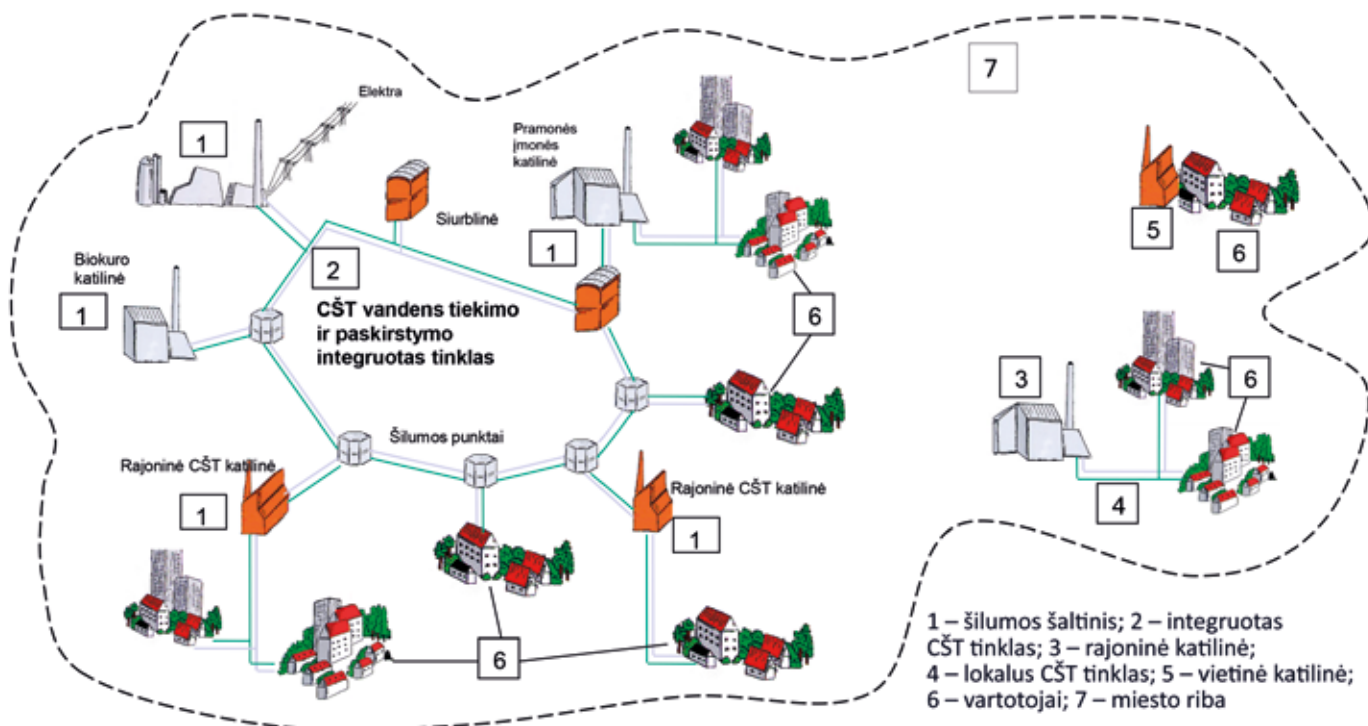 7
Elektra
1
Pramonės
įmonės
katilinė
Siurblinė
5
6
1
2
Biokuro
katilinė
1
CŠT vandens tiekimo
ir paskirstymo
integruotas tinklas
6
3
6
Šilumos punktai
Rajoninė CŠT katilinė
Rajoninė CŠT katilinė
1
4
1
6
1 – šilumos šaltinis; 2 – integruotas
CŠT tinklas; 3 – rajoninė katilinė;
4 – lokalus CŠT tinklas; 5 – vietinė katilinė;
6 – vartotojai; 7 – miesto riba